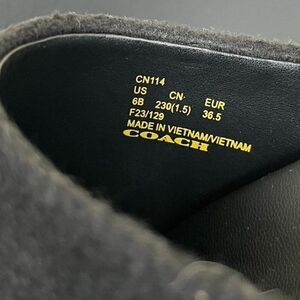 CN114
US CN- EUR
6B 230(1.5) 36.5
F23/129
MADE IN VIETNAM/VIETNAM
COACH